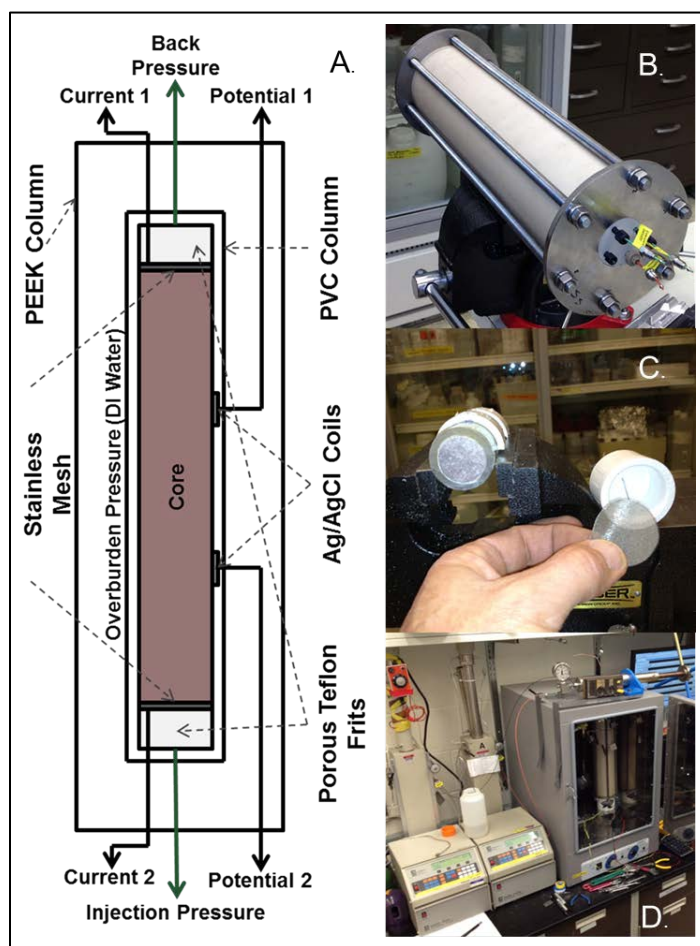 A.
Back
Pressure
Current 1
Potential 1
PEEK Column
PVC Column
Stainless
Mesh
Overburden Pressure (DI Water)
Core
Ag/AgCl Coils
Porous Teflon
Frits
Current 2
Potential 2
Injection Pressure
B.
C.
D.
A